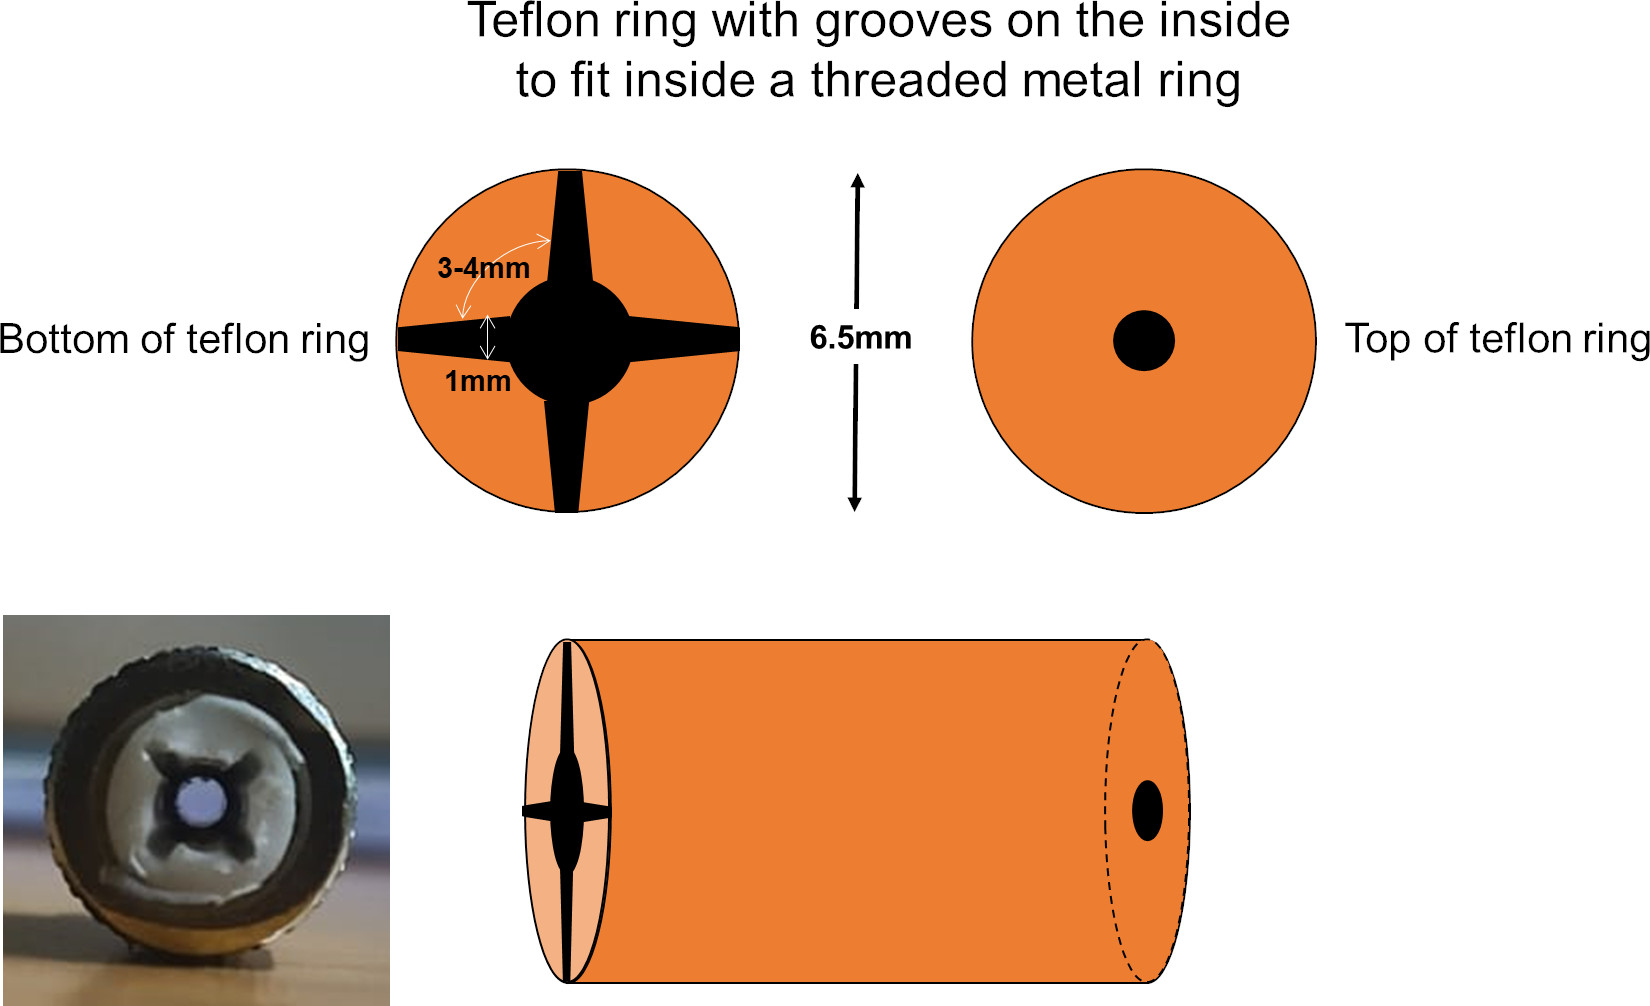 Teflon ring with grooves on the inside
to fit inside a threaded metal ring
3-4mm
Bottom of teflon ring
1mm
6.5mm
Top of teflon ring